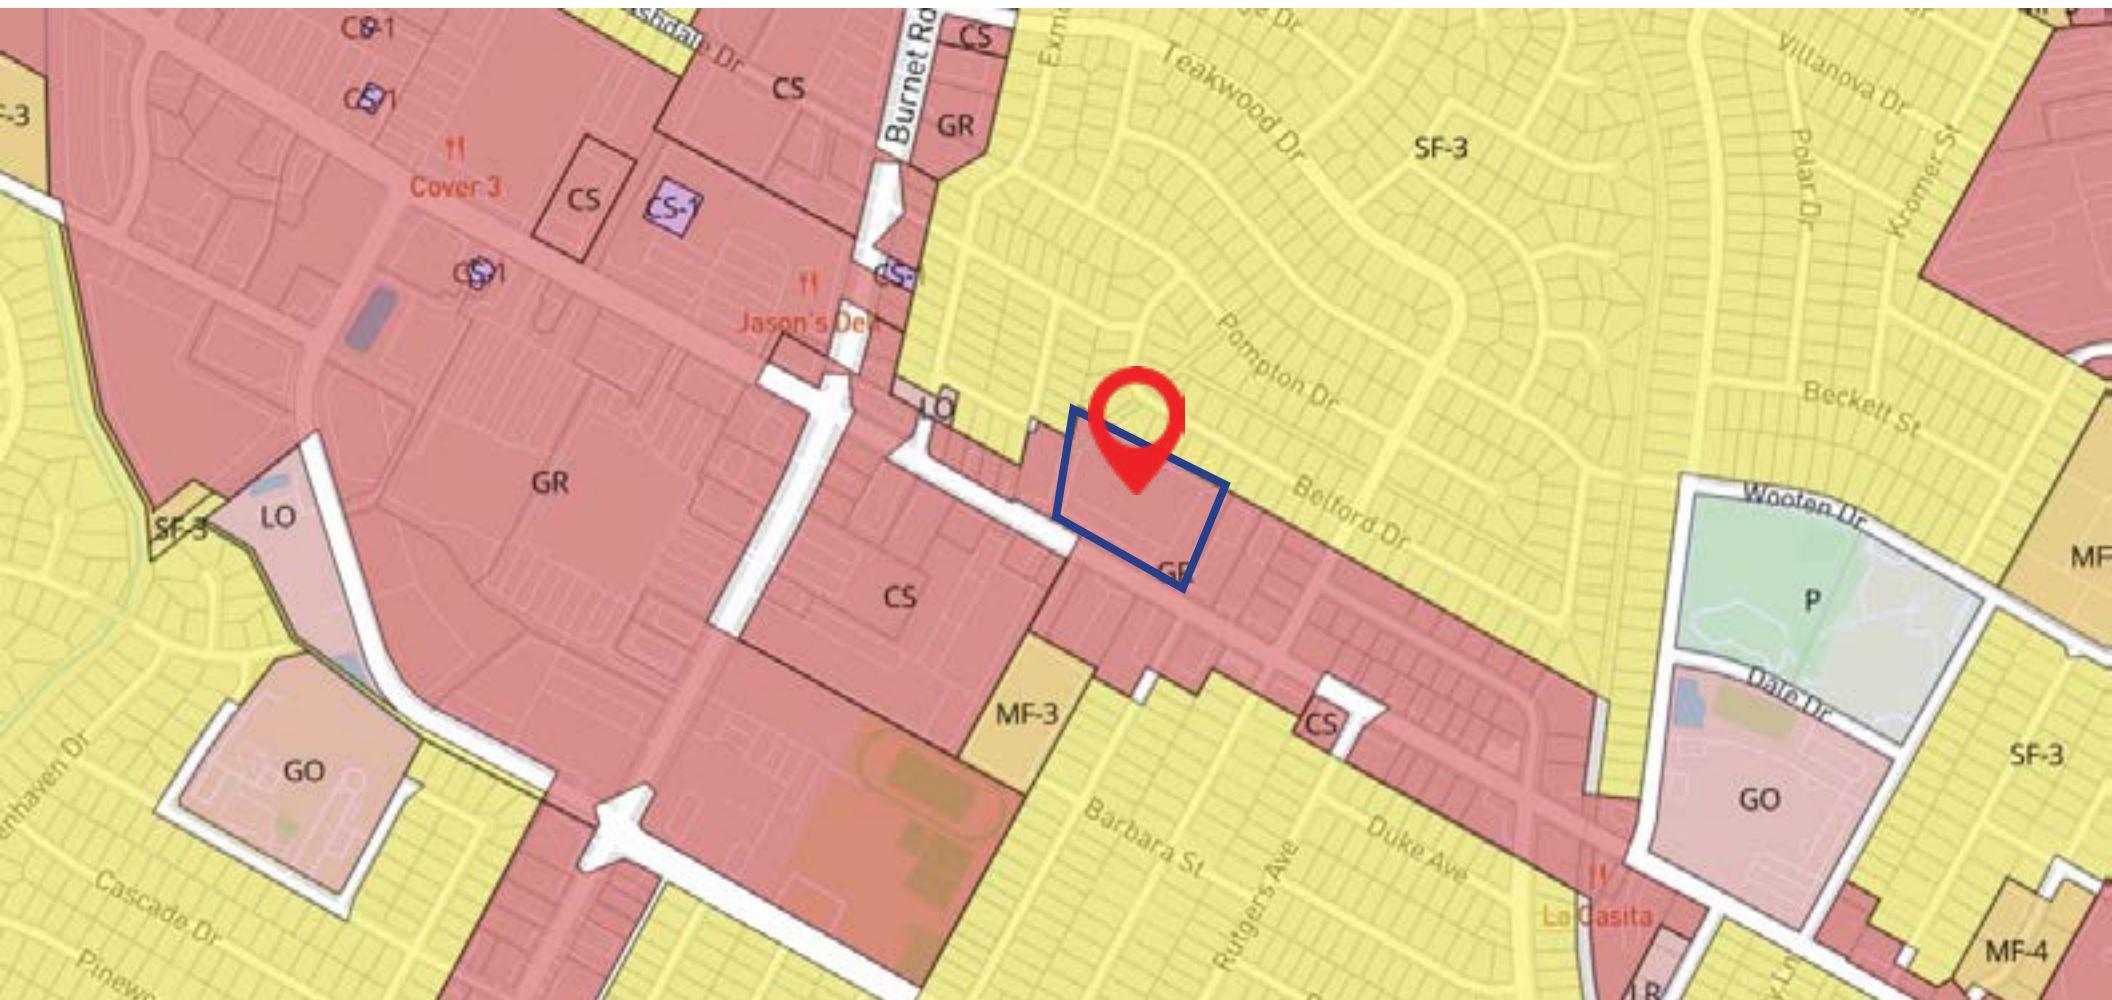 CS-1
CS
Burnet Rd
CS-1
GR
CS
Teakwood Dr
Villanova Dr
SF-3
Polar Dr
Kromer St
Cover 3
CS
CS-1
Jason's Deli
Pompton Dr
LO
Beckett St
GR
LO
SF-3
Belford Dr
Wooten Dr
GR
CS
P
MF
MF-3
CS
Dale Dr
SF-3
GO
GO
Barbara St
Duke Ave
Rutgers Ave
La Casita
Cascade Dr
MF-4
LR